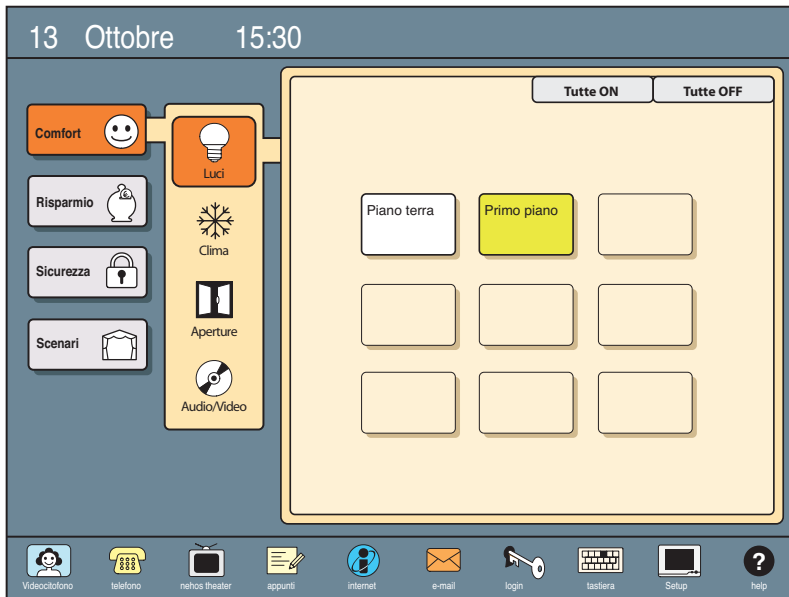 13 Ottobre 15:30
Tutte ON Tutte OFF
Comfort
Risparmio
Sicurezza
Scenari
Luci
Clima
Aperture
Audio/Video
Piano terra Primo piano
Videocitofono telefono nehos theater appunti internet e-mail login tastiera Setup help